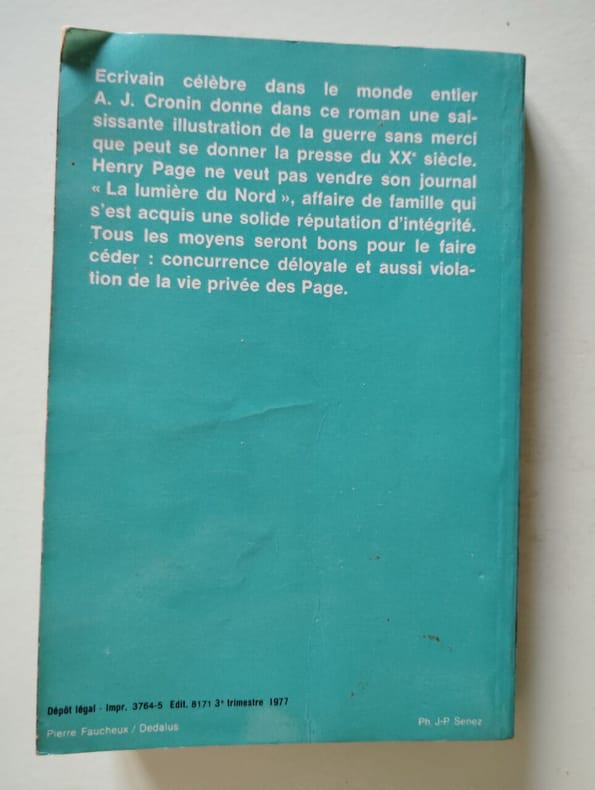 Ecrivain célèbre dans le monde entier
A. J. Cronin donne dans ce roman une sai-
sissante illustration de la guerre sans merci
que peut se donner la presse du XXe siècle.
Henry Page ne veut pas vendre son journal
« La lumière du Nord », affaire de famille qui
s'est acquis une solide réputation d'intégrité.
Tous les moyens seront bons pour le faire
céder : concurrence déloyale et aussi viola-
tion de la vie privée des Page.
Dépôt légal - Impr. 3764-5 Edit. 8171 3e trimestre 1977
Pierre Faucheux / Dedalus
Ph J-P Senez